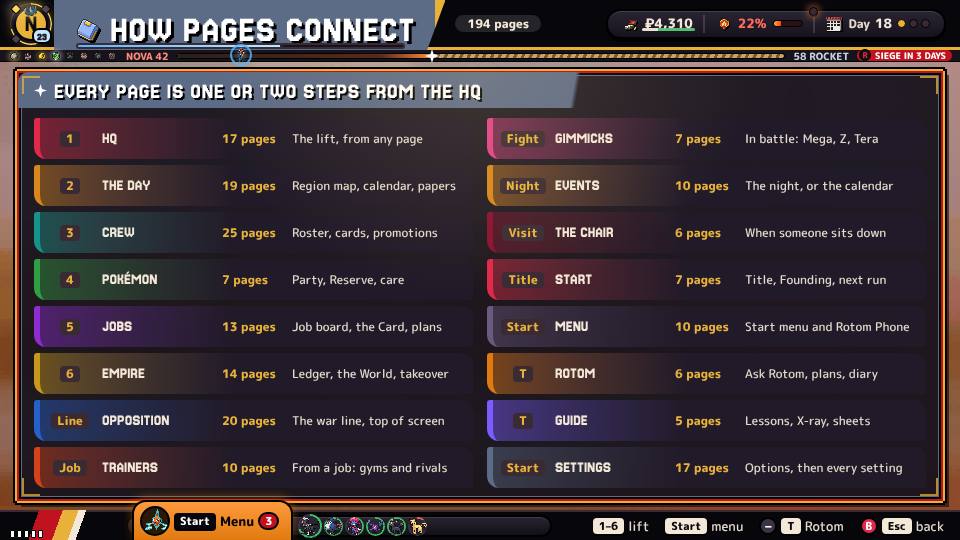 N
23
HOW PAGES CONNECT
194 pages
₽4,310
22%
Day 18
NOVA 42
58 ROCKET
R SIEGE IN 3 DAYS
EVERY PAGE IS ONE OR TWO STEPS FROM THE HQ
1 HQ 17 pages The lift, from any page
2 THE DAY 19 pages Region map, calendar, papers
3 CREW 25 pages Roster, cards, promotions
4 POKÉMON 7 pages Party, Reserve, care
5 JOBS 13 pages Job board, the Card, plans
6 EMPIRE 14 pages Ledger, the World, takeover
Line OPPOSITION 20 pages The war line, top of screen
Job TRAINERS 10 pages From a job: gyms and rivals
Fight GIMMICKS 7 pages In battle: Mega, Z, Tera
Night EVENTS 10 pages The night, or the calendar
Visit THE CHAIR 6 pages When someone sits down
Title START 7 pages Title, Founding, next run
Start MENU 10 pages Start menu and Rotom Phone
T ROTOM 6 pages Ask Rotom, plans, diary
T GUIDE 5 pages Lessons, X-ray, sheets
Start SETTINGS 17 pages Options, then every setting
Start Menu 3
1-6 lift
Start menu
− T Rotom
B Esc back